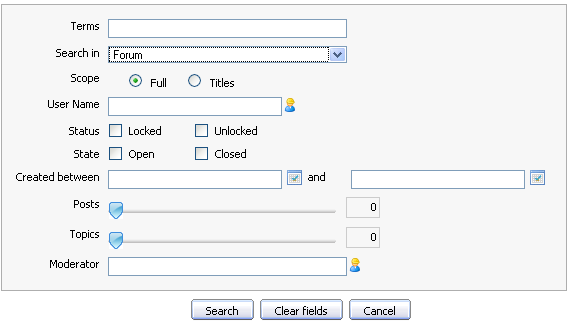 Terms
Search in Forum
Scope Full Titles
User Name
Status Locked Unlocked
State Open Closed
Created between and
Posts 0
Topics 0
Moderator
Search Clear fields Cancel